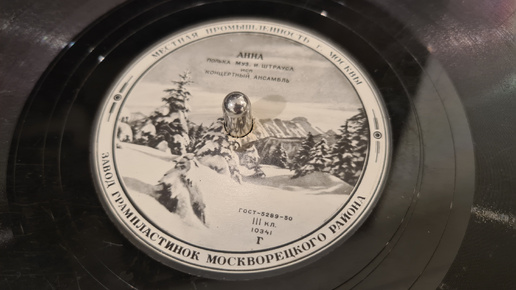 МЕСТНАЯ ПРОМЫШЛЕННОСТЬ Г. МОСКВЫ
АННА
ПОЛЬКА МУЗ. И ШТРАУСА
ИСП
КОНЦЕРТНЫЙ АНСАМБЛЬ
ГОСТ-5289-50
III КЛ.
10341
Г
ЗАВОД ГРАМПЛАСТИНОК МОСКВОРЕЦКОГО РАЙОНА